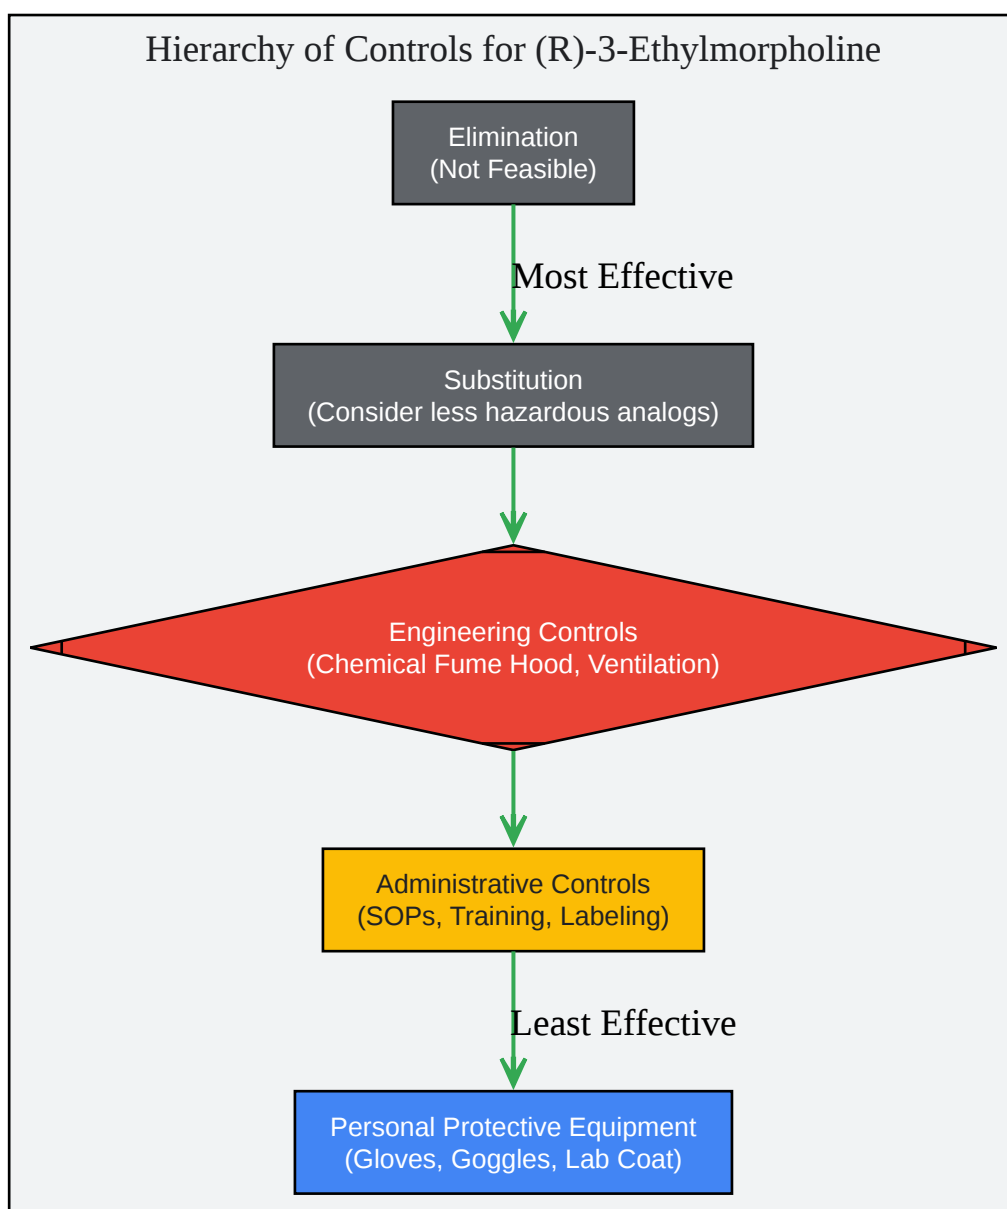 Hierarchy of Controls for (R)-3-Ethylmorpholine
Elimination
(Not Feasible)
Most Effective
Substitution
(Consider less hazardous analogs)
Engineering Controls
(Chemical Fume Hood, Ventilation)
Administrative Controls
(SOPs, Training, Labeling)
Least Effective
Personal Protective Equipment
(Gloves, Goggles, Lab Coat)